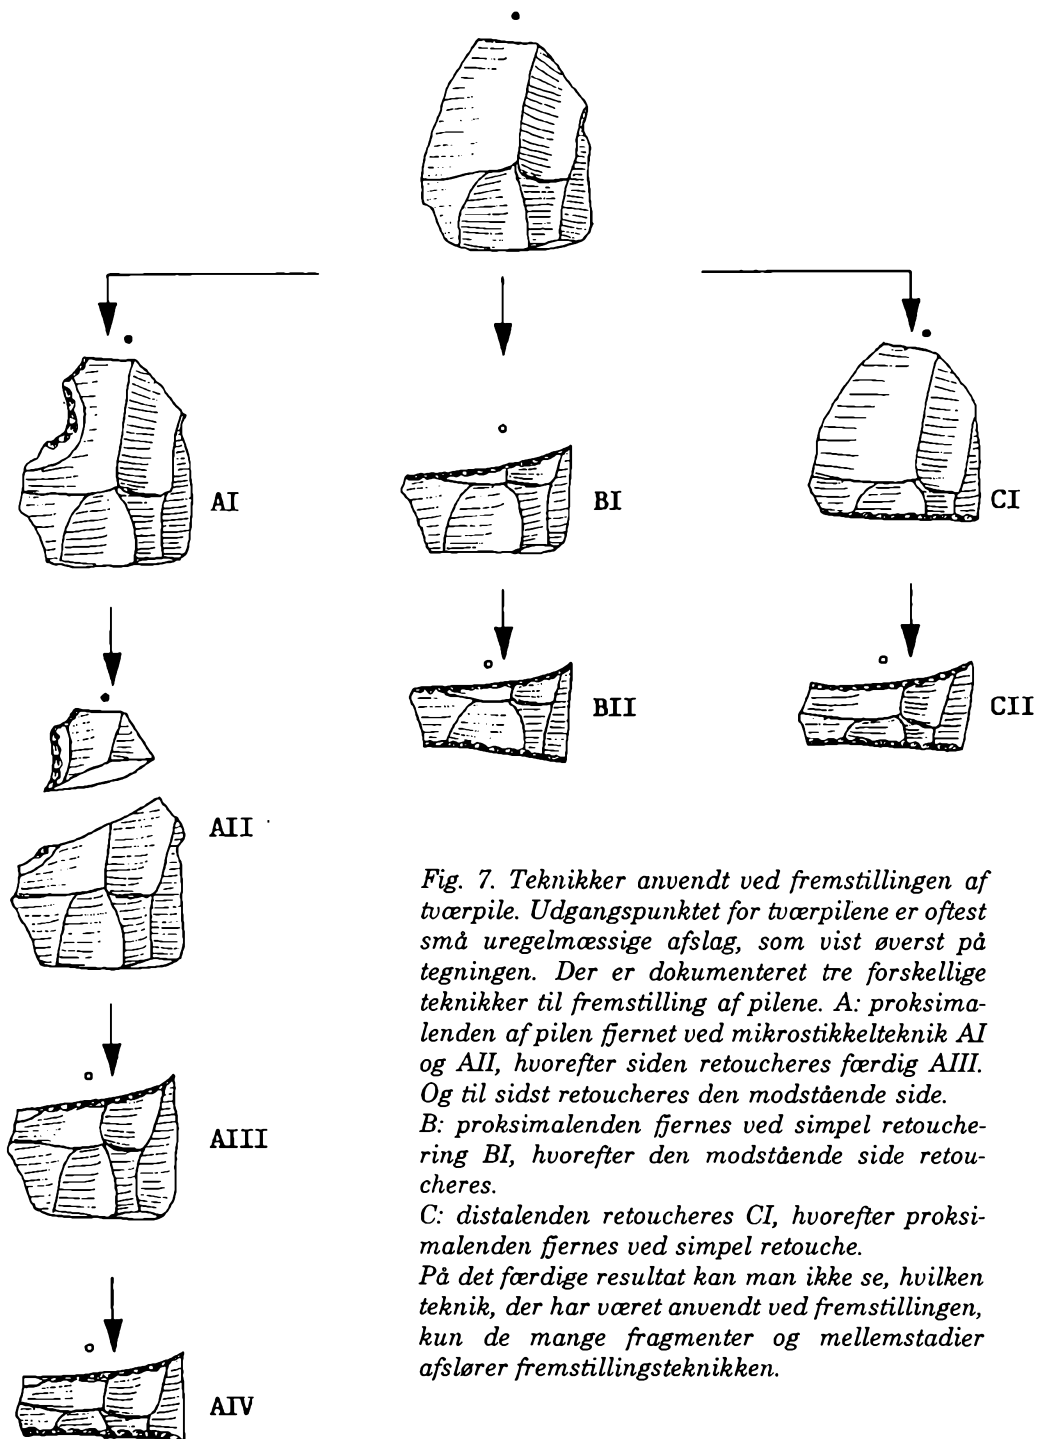 AI
BI
CI
BII
CII
AII
AIII
AIV
Fig. 7. Teknikker anvendt ved fremstillingen af
tværpile. Udgangspunktet for tværpilene er oftest
små uregelmæssige afslag, som vist øverst på
tegningen. Der er dokumenteret tre forskellige
teknikker til fremstilling af pilene. A: proksima-
lenden af pilen fjernet ved mikrostikkelteknik AI
og AII, hvorefter siden retoucheres færdig AIII.
Og til sidst retoucheres den modstående side.
B: proksimalenden fjernes ved simpel retouche-
ring BI, hvorefter den modstående side retou-
cheres.
C: distalenden retoucheres CI, hvorefter proksi-
malenden fjernes ved simpel retouche.
På det færdige resultat kan man ikke se, hvilken
teknik, der har været anvendt ved fremstillingen,
kun de mange fragmenter og mellemstadier
afslører fremstillingsteknikken.